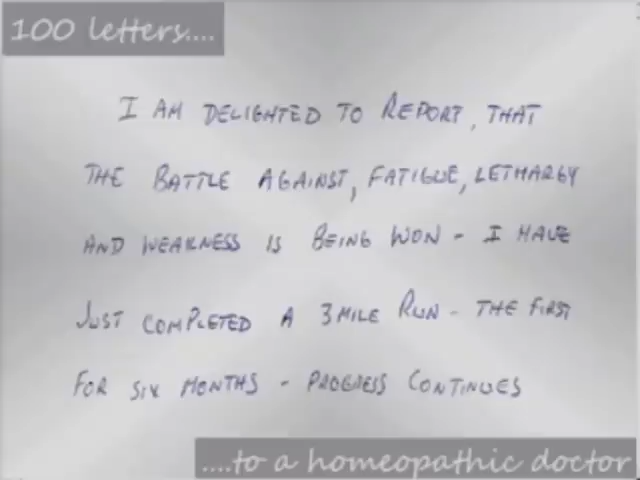 100 letters....
I AM DELIGHTED TO REPORT, THAT
THE BATTLE AGAINST, FATIGUE, LETHARGY
AND WEAKNESS IS BEING WON - I HAVE
JUST COMPLETED A 3 MILE RUN - THE FIRST
FOR SIX MONTHS - PROGRESS CONTINUES
....to a homeopathic doctor